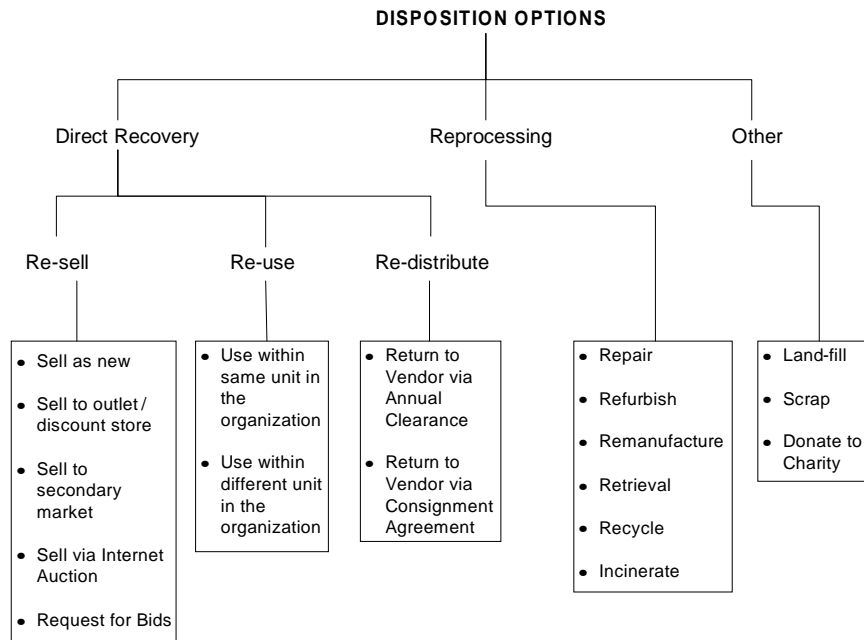 DISPOSITION OPTIONS
Direct Recovery
Reprocessing
Other
Re-sell
Re-use
Re-distribute
• Sell as new
• Sell to outlet / 
discount store
• Sell to
secondary
market
• Sell via Internet
Auction
• Request for Bids
• Use within
same unit in
the
organization
• Use within
different unit
in the
organization
• Return to
Vendor via
Annual
Clearance
• Return to
Vendor via
Consignment
Agreement
• Repair
• Refurbish
• Remanufacture
• Retrieval
• Recycle
• Incinerate
• Land-fill
• Scrap
• Donate to
Charity